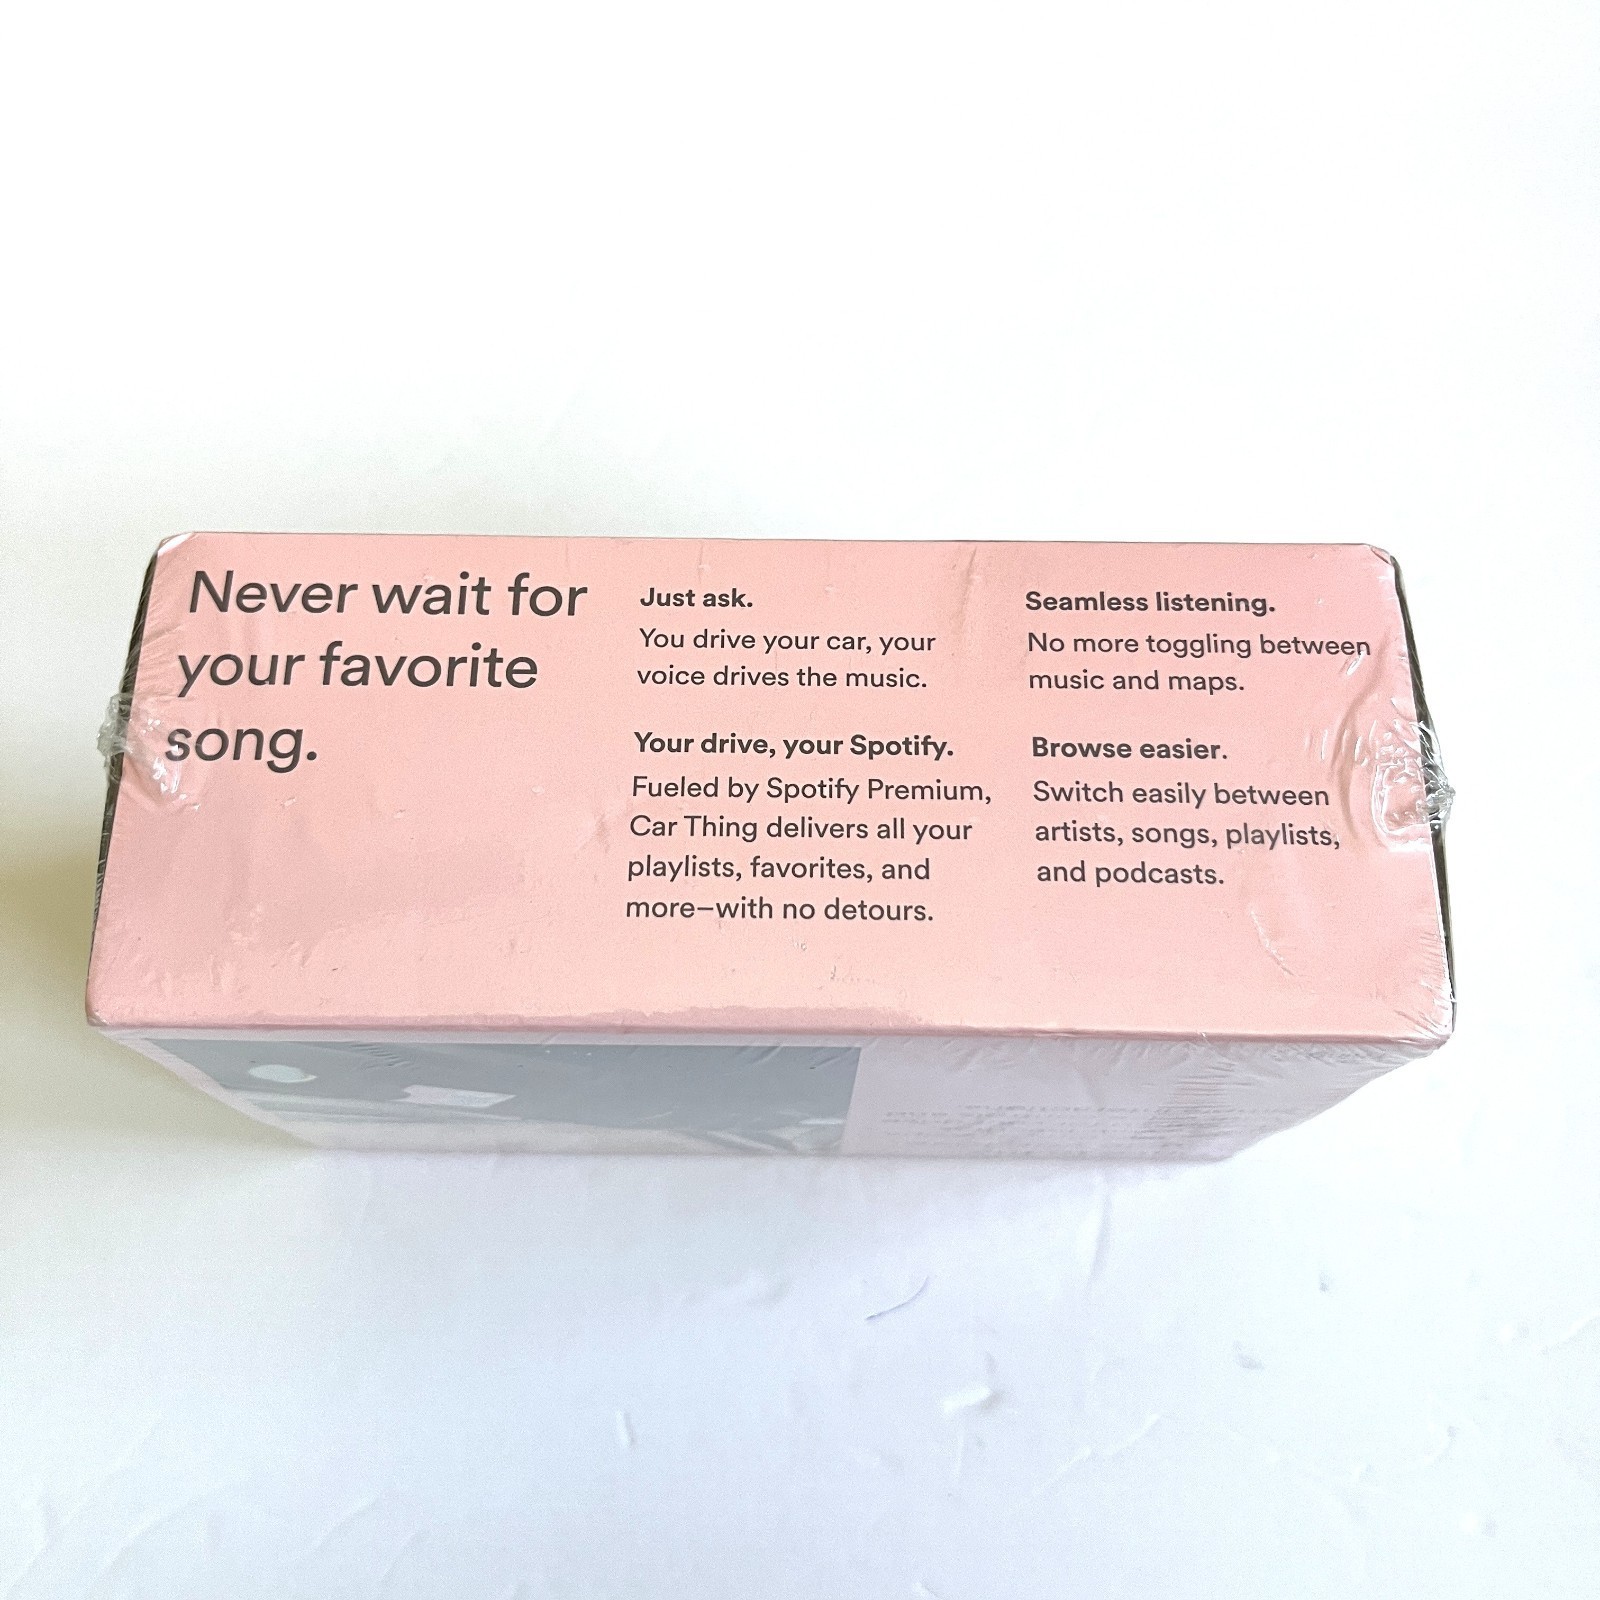 Never wait for
your favorite
song.
Just ask.
You drive your car, your
voice drives the music.
Your drive, your Spotify.
Fueled by Spotify Premium,
Car Thing delivers all your
playlists, favorites, and
more—with no detours.
Seamless listening.
No more toggling between
music and maps.
Browse easier.
Switch easily between
artists, songs, playlists,
and podcasts.